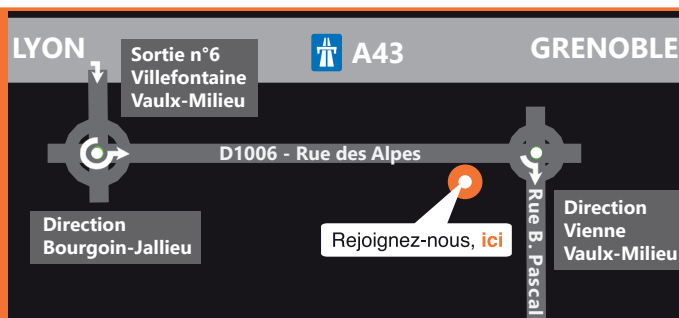 LYON
Sortie n°6
Villefontaine
Vaulx-Milieu
A43
GRENOBLE
D1006 - Rue des Alpes
Direction
Bourgoin-Jallieu
Rejoignez-nous, ici
Rue B. Pascal
Direction
Vienne
Vaulx-Milieu